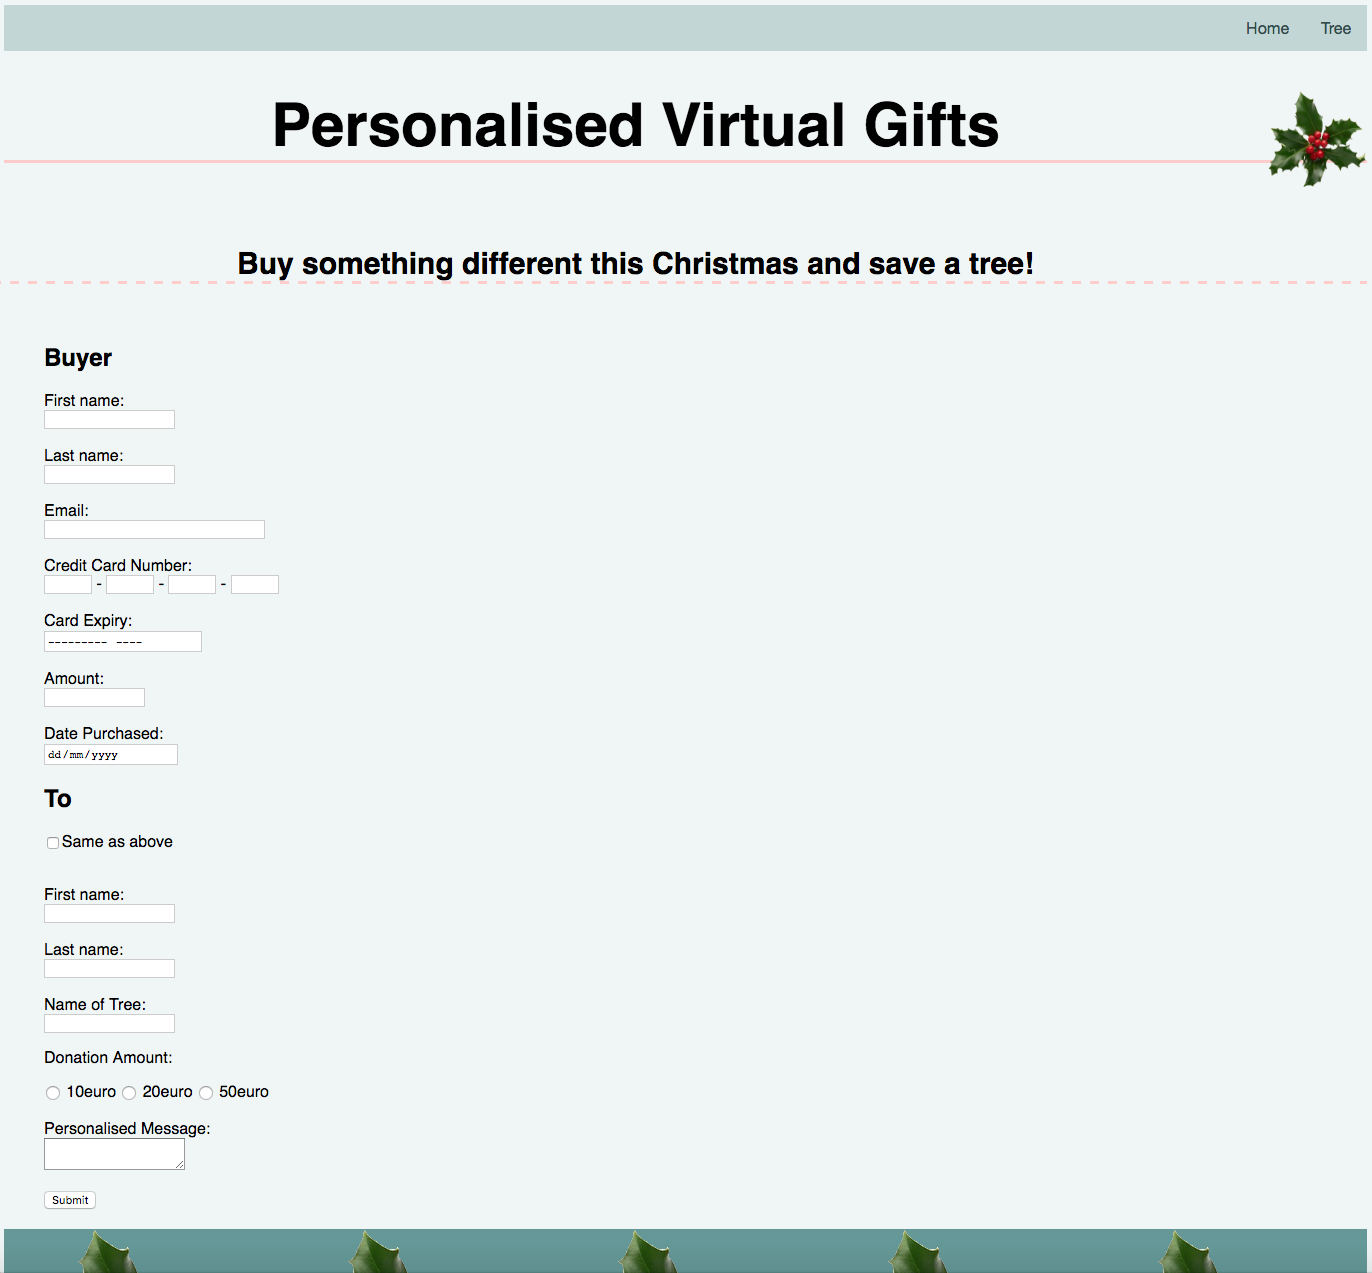 Home Tree
Personalised Virtual Gifts
Buy something different this Christmas and save a tree!
Buyer
First name:
Last name:
Email:
Credit Card Number:
- - -
Card Expiry:
--------- ----
Amount:
Date Purchased:
dd/mm/yyyy
To
Same as above
First name:
Last name:
Name of Tree:
Donation Amount:
10euro 20euro 50euro
Personalised Message:
Submit